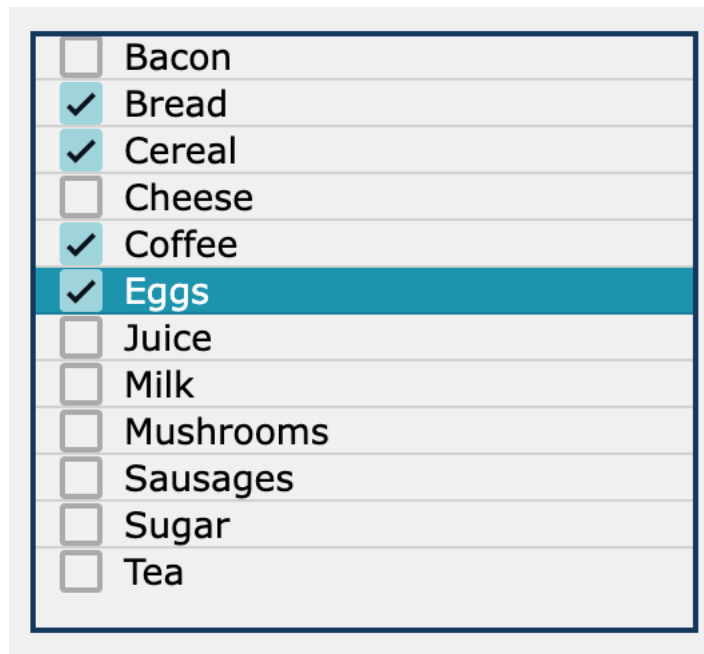 Bacon
Bread
Cereal
Cheese
Coffee
Eggs
Juice
Milk
Mushrooms
Sausages
Sugar
Tea